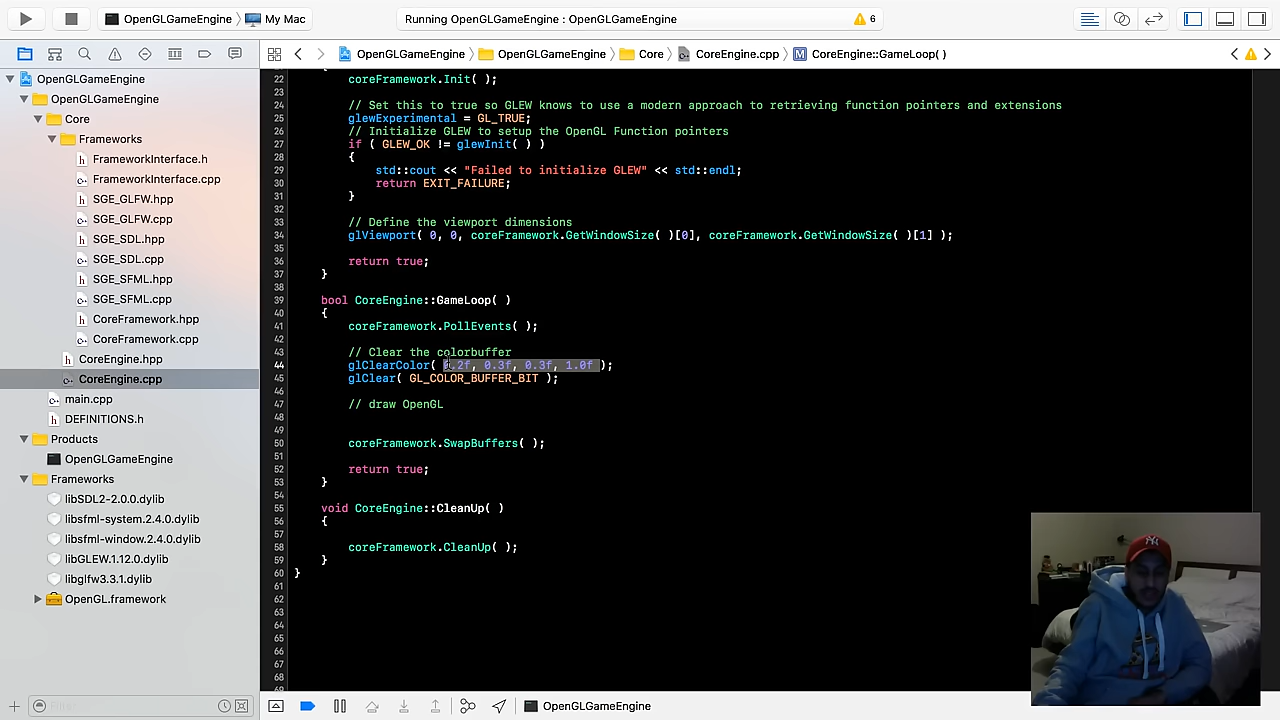 OpenGLGameEngine
My Mac
Running OpenGLGameEngine : OpenGLGameEngine
6
OpenGLGameEngine
OpenGLGameEngine
Core
CoreEngine.cpp
M
CoreEngine::GameLoop( )
OpenGLGameEngine
OpenGLGameEngine
Core
Frameworks
h FrameworkInterface.h
c+ FrameworkInterface.cpp
h SGE_GLFW.hpp
c+ SGE_GLFW.cpp
h SGE_SDL.hpp
c+ SGE_SDL.cpp
h SGE_SFML.hpp
c+ SGE_SFML.cpp
h CoreFramework.hpp
c+ CoreFramework.cpp
h CoreEngine.hpp
c+ CoreEngine.cpp
c+ main.cpp
h DEFINITIONS.h
Products
OpenGLGameEngine
Frameworks
libSDL2-2.0.0.dylib
libsfml-system.2.4.0.dylib
libsfml-window.2.4.0.dylib
libGLEW.1.12.0.dylib
libglfw3.3.1.dylib
OpenGL.framework
22 coreFramework.Init( );
23
24 // Set this to true so GLEW knows to use a modern approach to retrieving function pointers and extensions
25 glewExperimental = GL_TRUE;
26 // Initialize GLEW to setup the OpenGL Function pointers
27 if ( GLEW_OK != glewInit( ) )
28 {
29 std::cout << "Failed to initialize GLEW" << std::endl;
30 return EXIT_FAILURE;
31 }
32
33 // Define the viewport dimensions
34 glViewport( 0, 0, coreFramework.GetWindowSize( )[0], coreFramework.GetWindowSize( )[1] );
35
36 return true;
37 }
38
39 bool CoreEngine::GameLoop( )
40 {
41 coreFramework.PollEvents( );
42
43 // Clear the colorbuffer
44 glClearColor( 0.2f, 0.3f, 0.3f, 1.0f );
45 glClear( GL_COLOR_BUFFER_BIT );
46
47 // draw OpenGL
48
49
50 coreFramework.SwapBuffers( );
51
52 return true;
53 }
54
55 void CoreEngine::CleanUp( )
56 {
57
58 coreFramework.CleanUp( );
59 }
60 }
61
62
63
64
65
66
67
68
OpenGLGameEngine